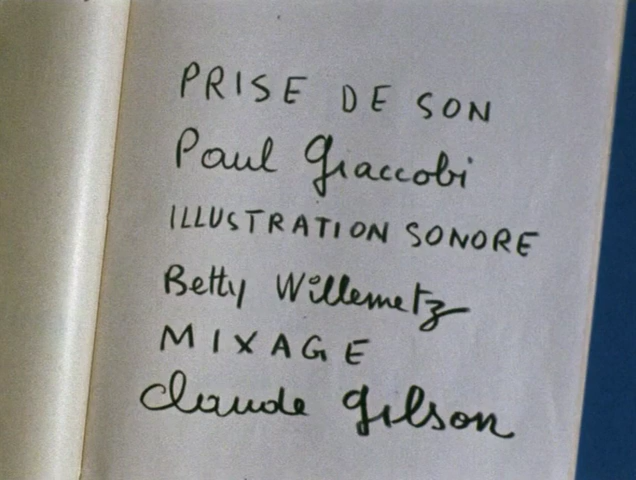 PRISE DE SON
Paul Giaccobi
ILLUSTRATION SONORE
Betty Willemetz
MIXAGE
Claude Gilson